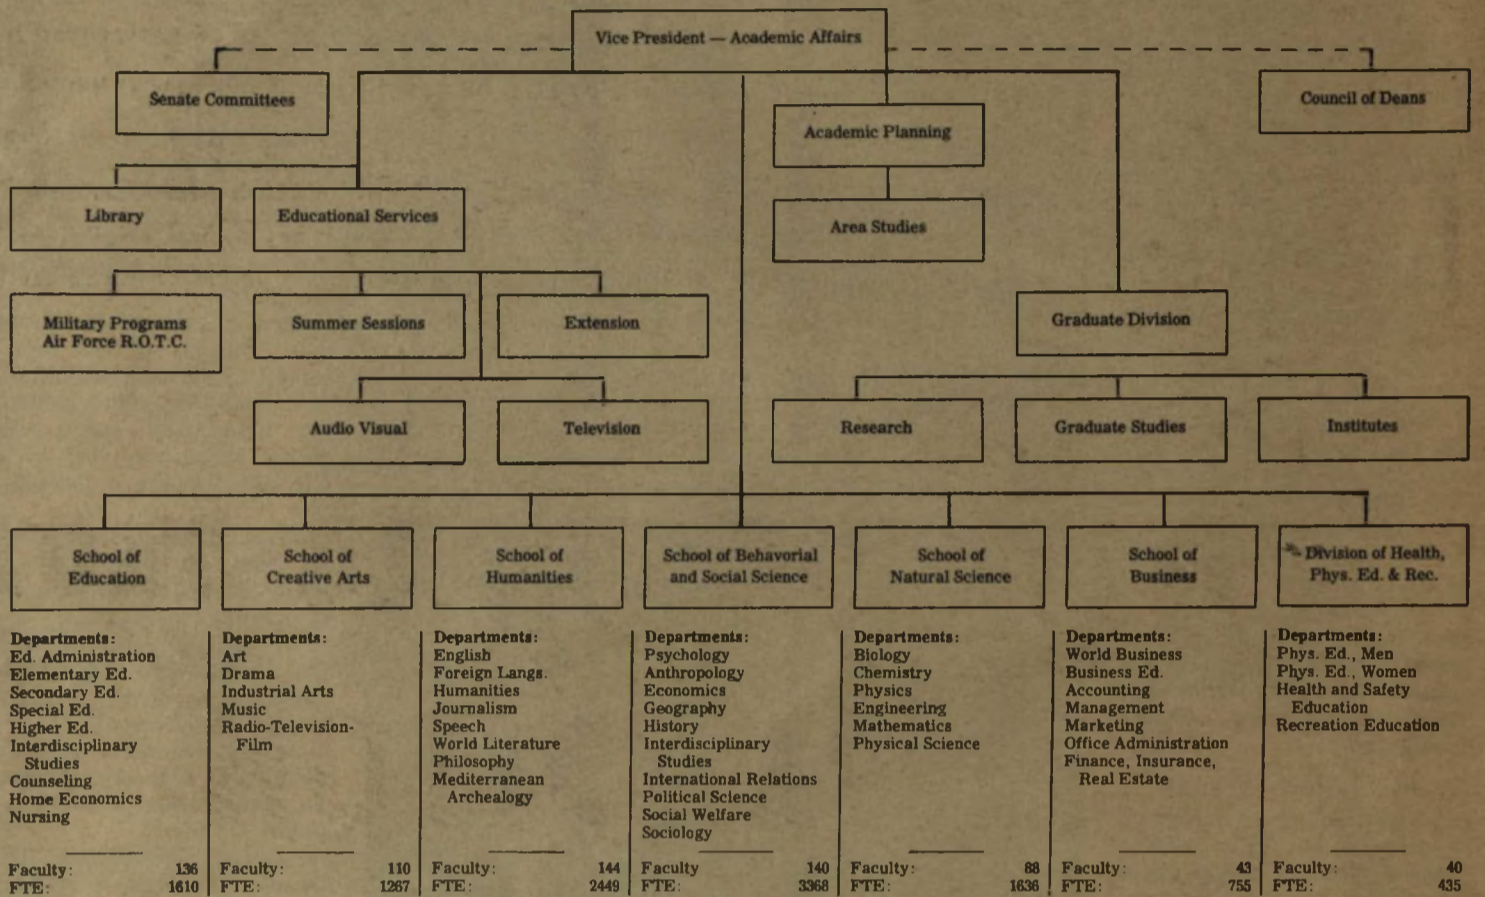 Vice President — Academic Affairs
Senate Committees
Council of Deans
Academic Planning
Library
Educational Services
Area Studies
Military Programs
Air Force R.O.T.C.
Summer Sessions
Extension
Graduate Division
Audio Visual
Television
Research
Graduate Studies
Institutes
School of
Education
School of
Creative Arts
School of
Humanities
School of Behavorial
and Social Science
School of
Natural Science
School of
Business
Division of Health,
Phys. Ed. & Rec.
Departments:
Ed. Administration
Elementary Ed.
Secondary Ed.
Special Ed.
Higher Ed.
Interdisciplinary
Studies
Counseling
Home Economics
Nursing
Faculty: 136
FTE: 1610
Departments:
Art
Drama
Industrial Arts
Music
Radio-Television-
Film
Faculty: 110
FTE: 1267
Departments:
English
Foreign Langs.
Humanities
Journalism
Speech
World Literature
Philosophy
Mediterranean
Archealogy
Faculty: 144
FTE: 2449
Departments:
Psychology
Anthropology
Economics
Geography
History
Interdisciplinary
Studies
International Relations
Political Science
Social Welfare
Sociology
Faculty 140
FTE: 3368
Departments:
Biology
Chemistry
Physics
Engineering
Mathematics
Physical Science
Faculty: 88
FTE: 1636
Departments:
World Business
Business Ed.
Accounting
Management
Marketing
Office Administration
Finance, Insurance,
Real Estate
Faculty: 43
FTE: 755
Departments:
Phys. Ed., Men
Phys. Ed., Women
Health and Safety
Education
Recreation Education
Faculty: 40
FTE: 435